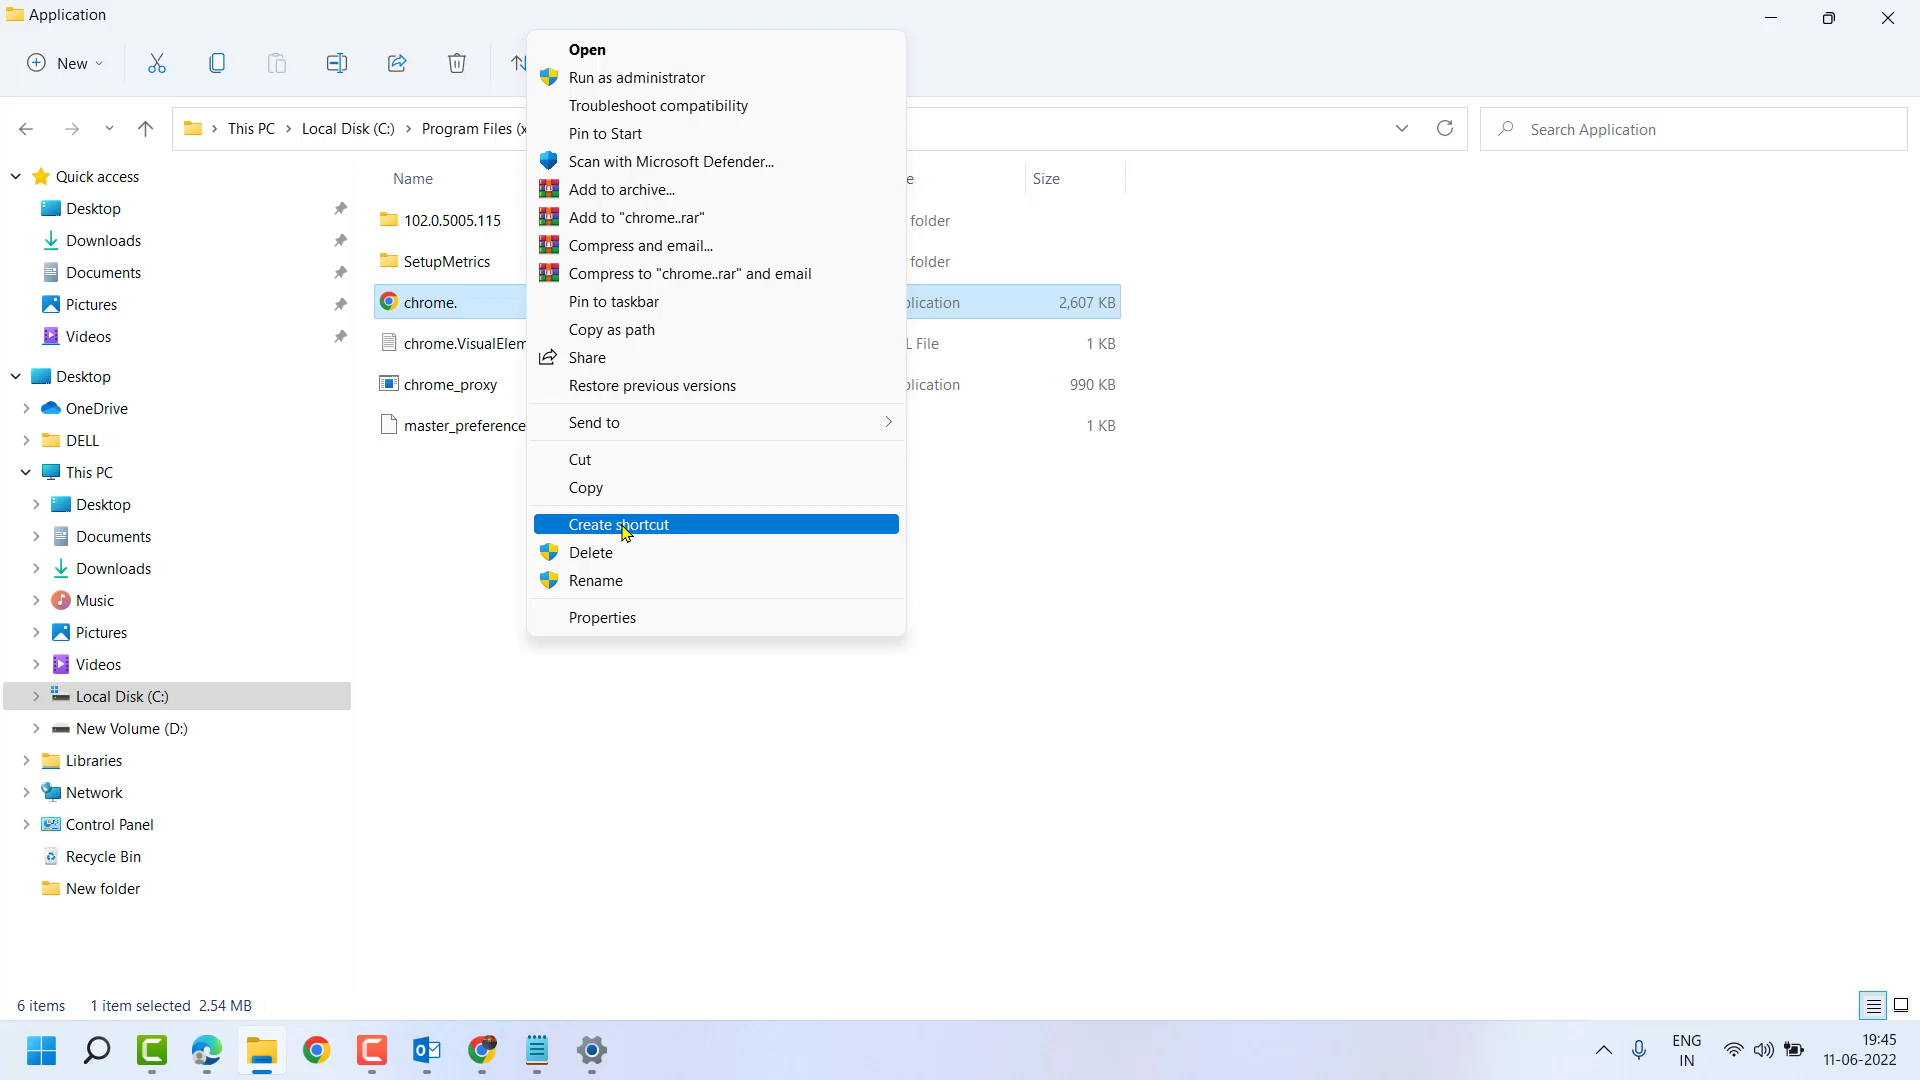 Application
New
This PC > Local Disk (C:) > Program Files (x
Search Application
Open
Run as administrator
Troubleshoot compatibility
Pin to Start
Scan with Microsoft Defender...
Add to archive...
Add to "chrome..rar"
Compress and email...
Compress to "chrome..rar" and email
Pin to taskbar
Copy as path
Share
Restore previous versions
Send to
Cut
Copy
Create shortcut
Delete
Rename
Properties
Quick access
Desktop
Downloads
Documents
Pictures
Videos
Desktop
OneDrive
DELL
This PC
Desktop
Documents
Downloads
Music
Pictures
Videos
Local Disk (C:)
New Volume (D:)
Libraries
Network
Control Panel
Recycle Bin
New folder
Name e Size
102.0.5005.115 folder
SetupMetrics folder
chrome. lication 2,607 KB
chrome.VisualElem L File 1 KB
chrome_proxy lication 990 KB
master_preference 1 KB
6 items 1 item selected 2.54 MB
ENG
IN
19:45
11-06-2022